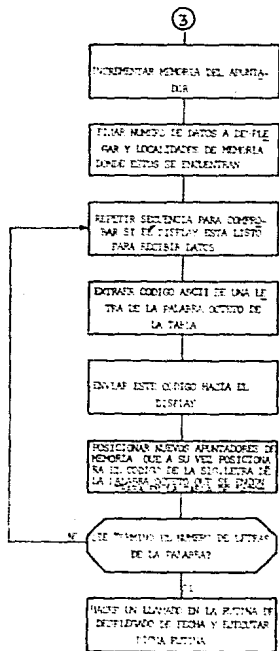 3
INCREMENTAR MEMORIA DEL APUNTA-
DOR
FIJAR NUMERO DE DATOS A DESPLE-
GAR Y LOCALIDADES DE MEMORIA
DONDE ESTOS SE ENCUENTRAN
REPETIR SECUENCIA PARA COMPRO-
BAR SI EL DISPLAY ESTA LISTO
PARA RECIBIR DATOS
EXTRAER CODIGO ASCII DE UNA LE-
TRA DE LA PALABRA OCTETO DE
LA TABLA
ENVIAR ESTE CODIGO HACIA EL
DISPLAY
POSICIONAR NUEVOS APUNTADORES DE
MEMORIA QUE A SU VEZ POSICIONA
RA EL CODIGO DE LA SIG. LETRA DE
LA PALABRA OCTETO QUE SE
NO
SE TERMINO EL NUMERO DE LETRAS
DE LA PALABRA?
SI
HACER UN LLAMADO EN LA RUTINA DE
DESPLEGADO DE FECHA Y EJECUTAR
DICHA RUTINA